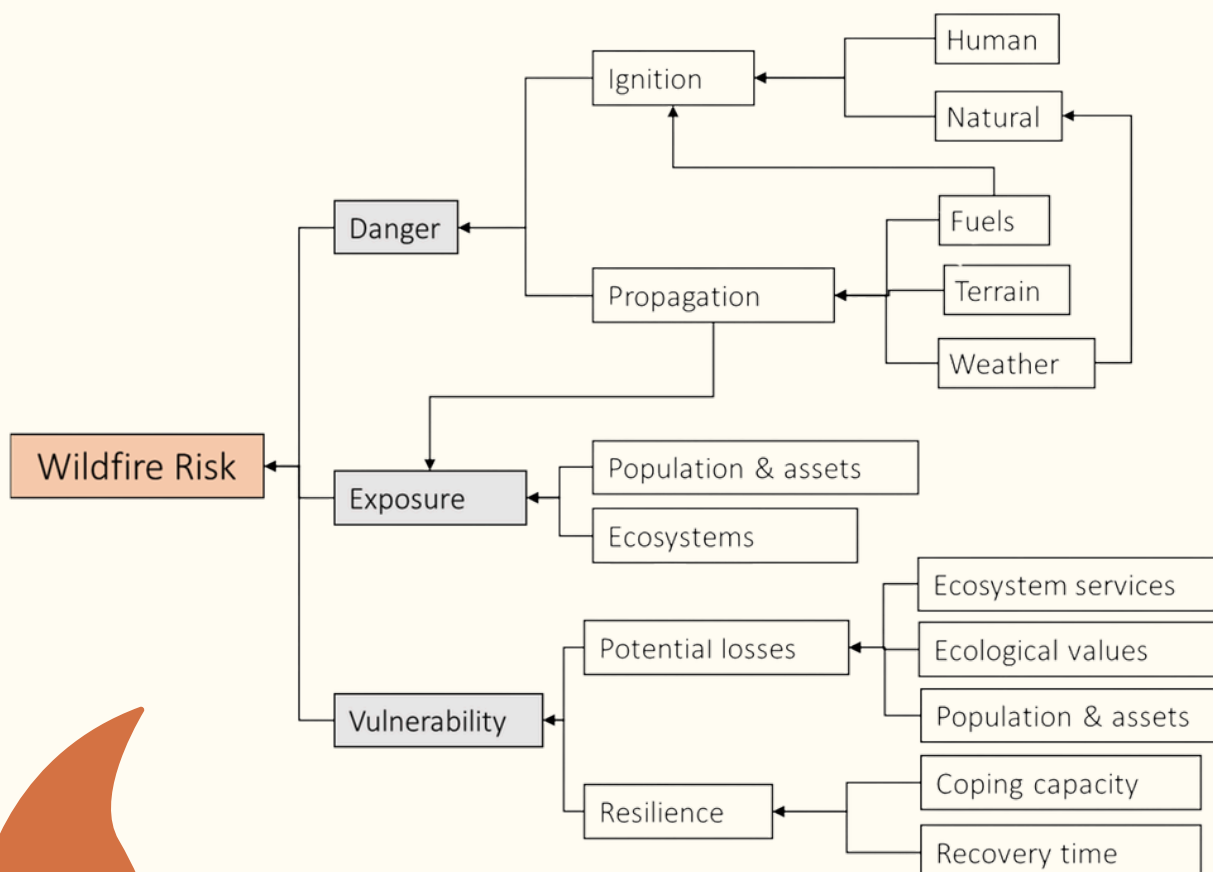 Human
Ignition
Natural
Fuels
Danger
Terrain
Propagation
Weather
Wildfire Risk
Population & assets
Exposure
Ecosystems
Ecosystem services
Potential losses
Ecological values
Vulnerability
Population & assets
Coping capacity
Resilience
Recovery time